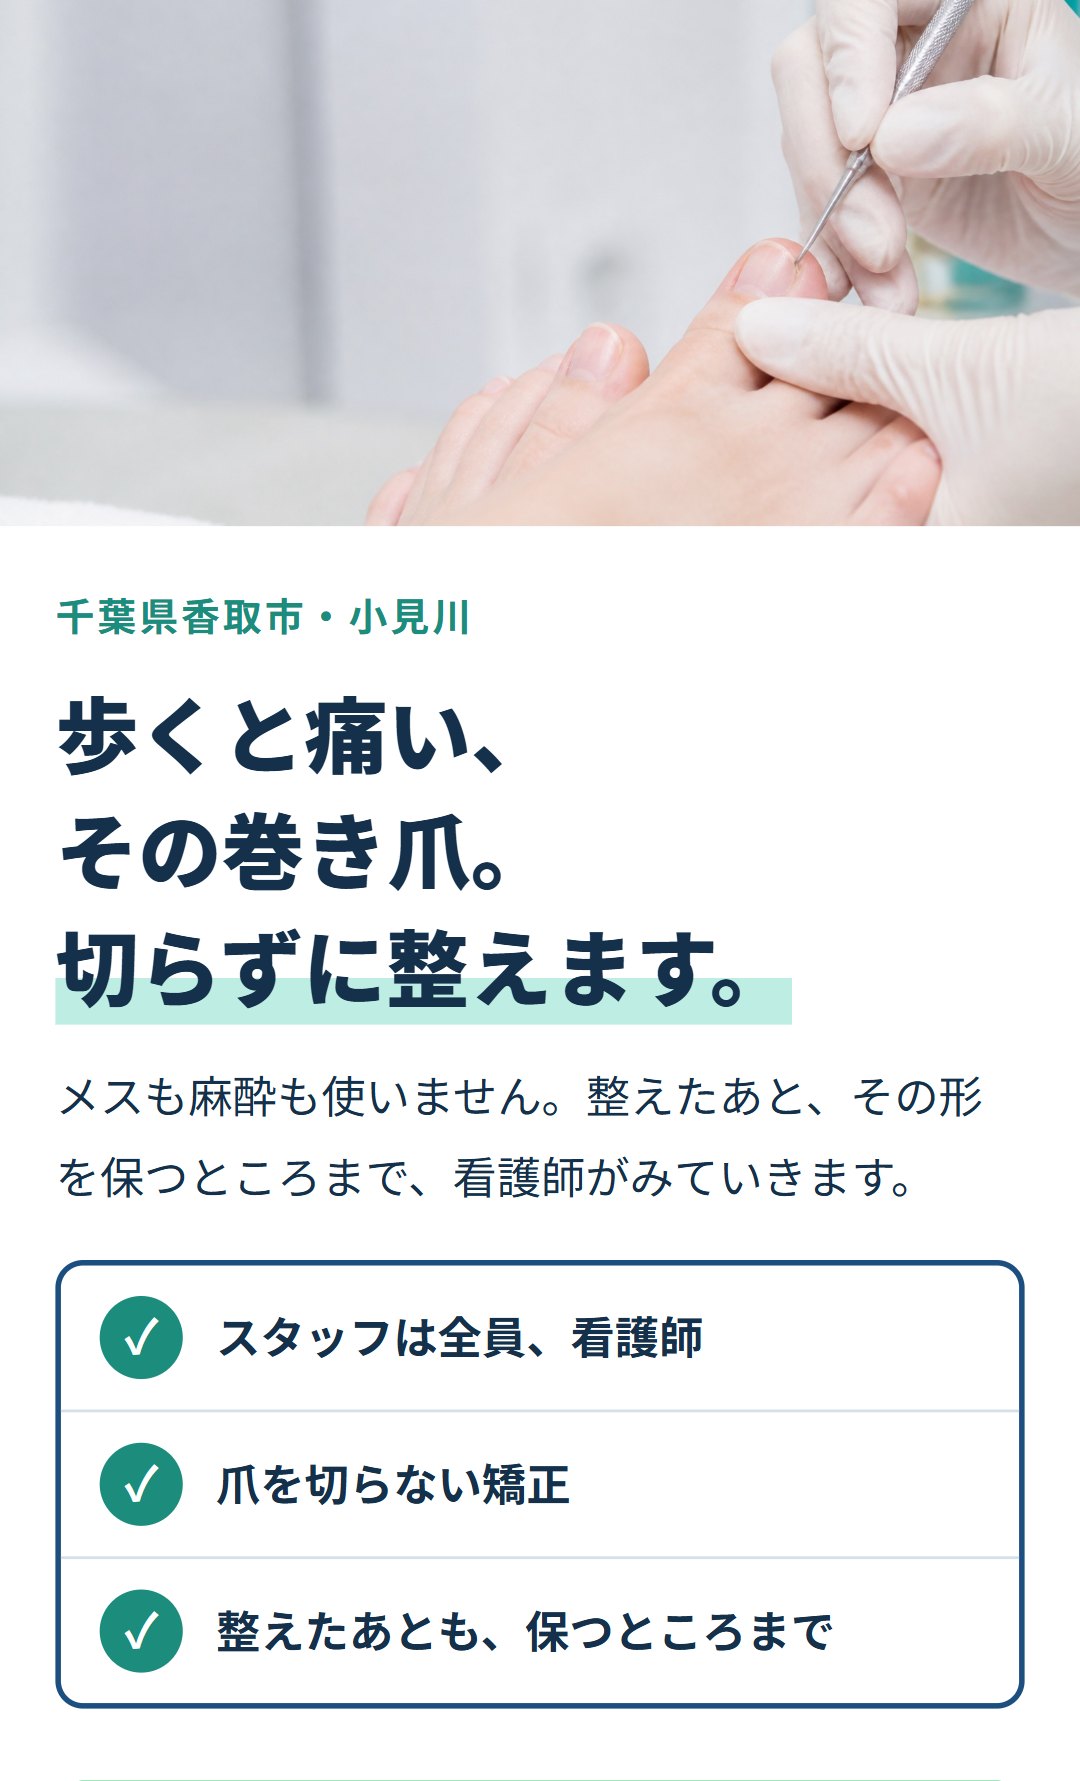 千葉県香取市・小見川
歩くと痛い、
その巻き爪。
切らずに整えます。
メスも麻酔も使いません。整えたあと、その形
を保つところまで、看護師がみていきます。
スタッフは全員、看護師
爪を切らない矯正
整えたあとも、保つところまで